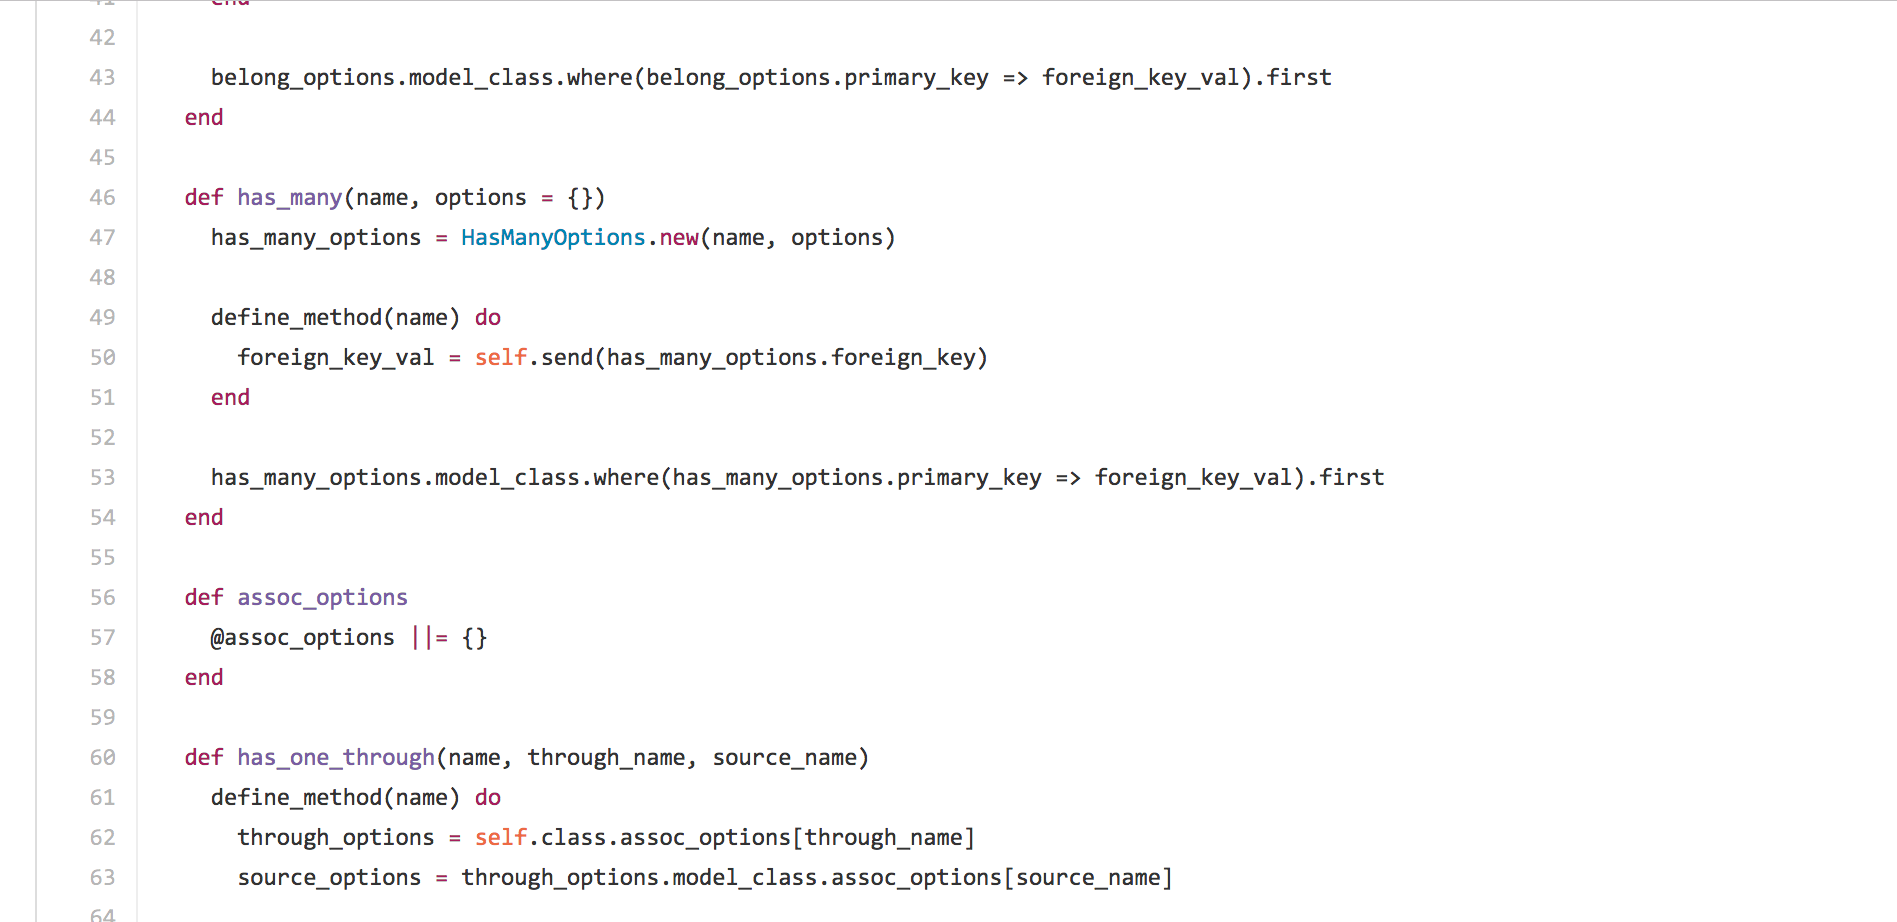 41      end
42
43      belong_options.model_class.where(belong_options.primary_key => foreign_key_val).first
44    end
45
46    def has_many(name, options = {})
47      has_many_options = HasManyOptions.new(name, options)
48
49      define_method(name) do
50        foreign_key_val = self.send(has_many_options.foreign_key)
51      end
52
53      has_many_options.model_class.where(has_many_options.primary_key => foreign_key_val).first
54    end
55
56    def assoc_options
57      @assoc_options ||= {}
58    end
59
60    def has_one_through(name, through_name, source_name)
61      define_method(name) do
62        through_options = self.class.assoc_options[through_name]
63        source_options = through_options.model_class.assoc_options[source_name]
64